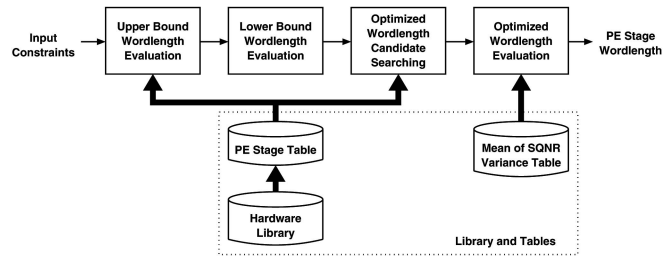 Input
Constraints
Upper Bound
Wordlength
Evaluation
Lower Bound
Wordlength
Evaluation
Optimized
Wordlength
Candidate
Searching
Optimized
Wordlength
Evaluation
PE Stage
Wordlength
PE Stage Table
Mean of SQNR
Variance Table
Hardware
Library
Library and Tables